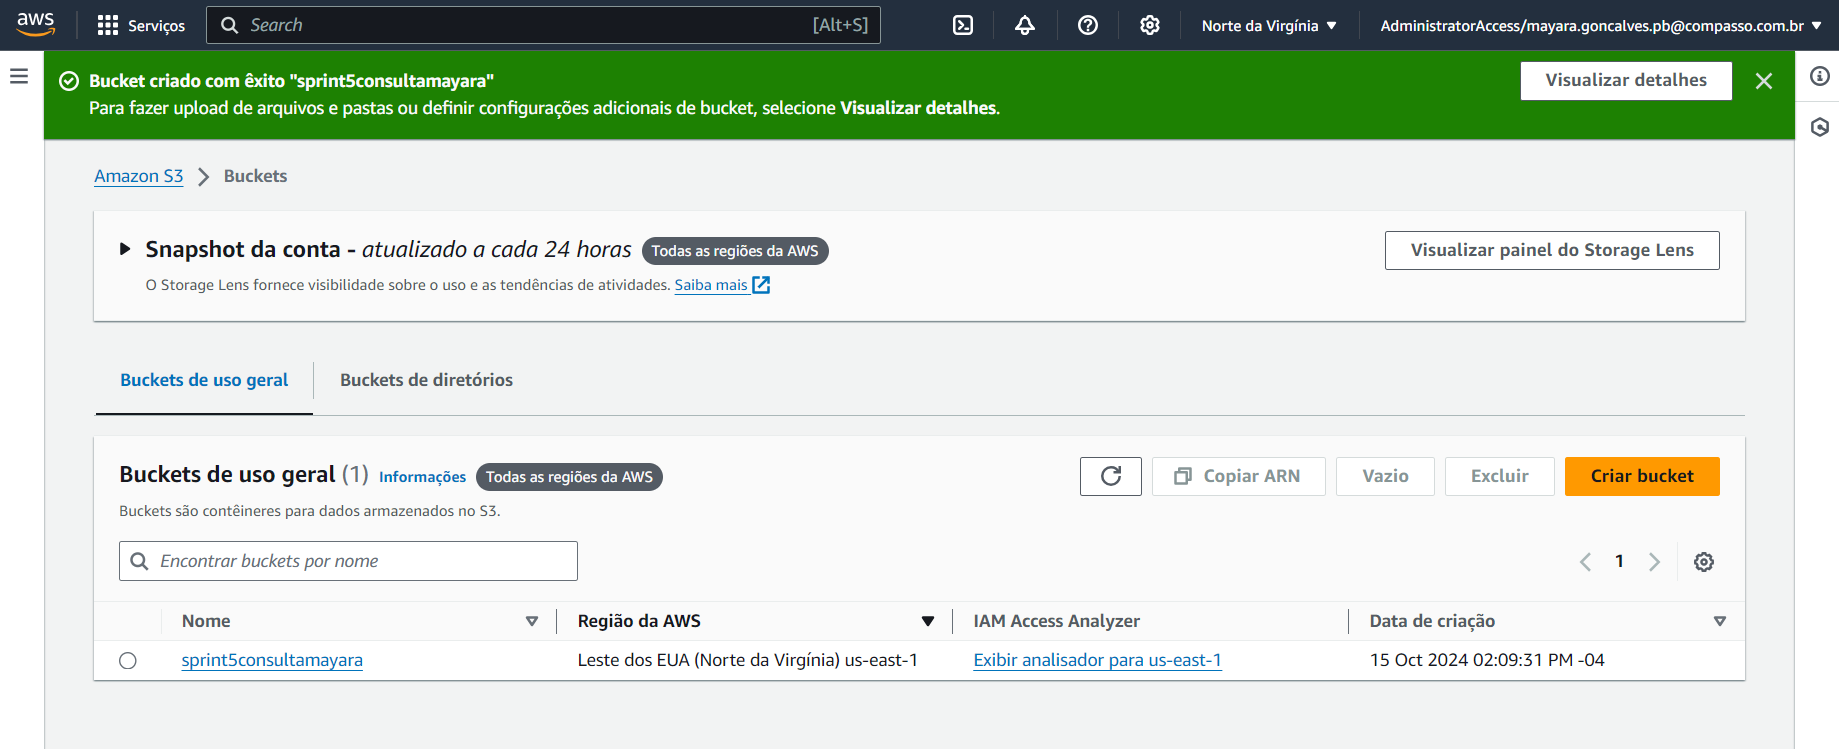 aws
Serviços
Search [Alt+S]
Norte da Virgínia
AdministratorAccess/mayara.goncalves.pb@compasso.com.br
Bucket criado com êxito "sprint5consultamayara"
Para fazer upload de arquivos e pastas ou definir configurações adicionais de bucket, selecione Visualizar detalhes.
Visualizar detalhes
Amazon S3 Buckets
Snapshot da conta - atualizado a cada 24 horas Todas as regiões da AWS
O Storage Lens fornece visibilidade sobre o uso e as tendências de atividades. Saiba mais
Visualizar painel do Storage Lens
Buckets de uso geral Buckets de diretórios
Buckets de uso geral (1) Informações Todas as regiões da AWS
Buckets são contêineres para dados armazenados no S3.
Copiar ARN Vazio Excluir Criar bucket
Encontrar buckets por nome
1
Nome Região da AWS IAM Access Analyzer Data de criação
sprint5consultamayara Leste dos EUA (Norte da Virgínia) us-east-1 Exibir analisador para us-east-1 15 Oct 2024 02:09:31 PM -04